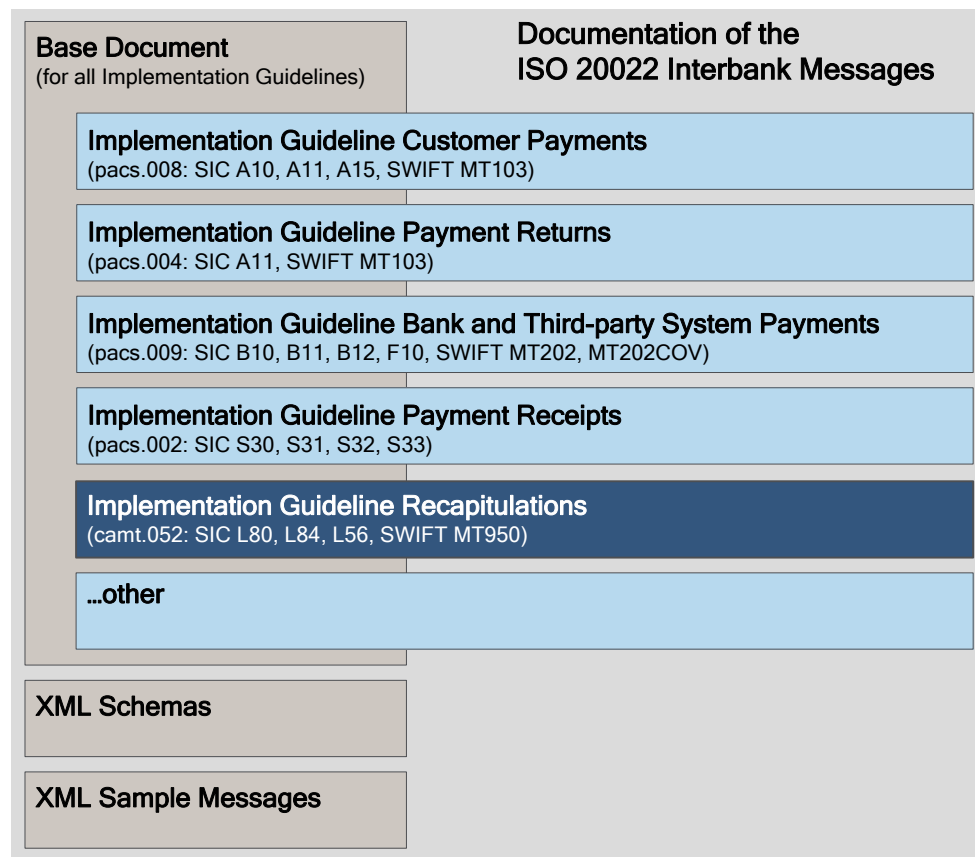 Base Document
(for all Implementation Guidelines)
Documentation of the
ISO 20022 Interbank Messages
Implementation Guideline Customer Payments
(pacs.008: SIC A10, A11, A15, SWIFT MT103)
Implementation Guideline Payment Returns
(pacs.004: SIC A11, SWIFT MT103)
Implementation Guideline Bank and Third-party System Payments
(pacs.009: SIC B10, B11, B12, F10, SWIFT MT202, MT202COV)
Implementation Guideline Payment Receipts
(pacs.002: SIC S30, S31, S32, S33)
Implementation Guideline Recapitulations
(camt.052: SIC L80, L84, L56, SWIFT MT950)
...other
XML Schemas
XML Sample Messages